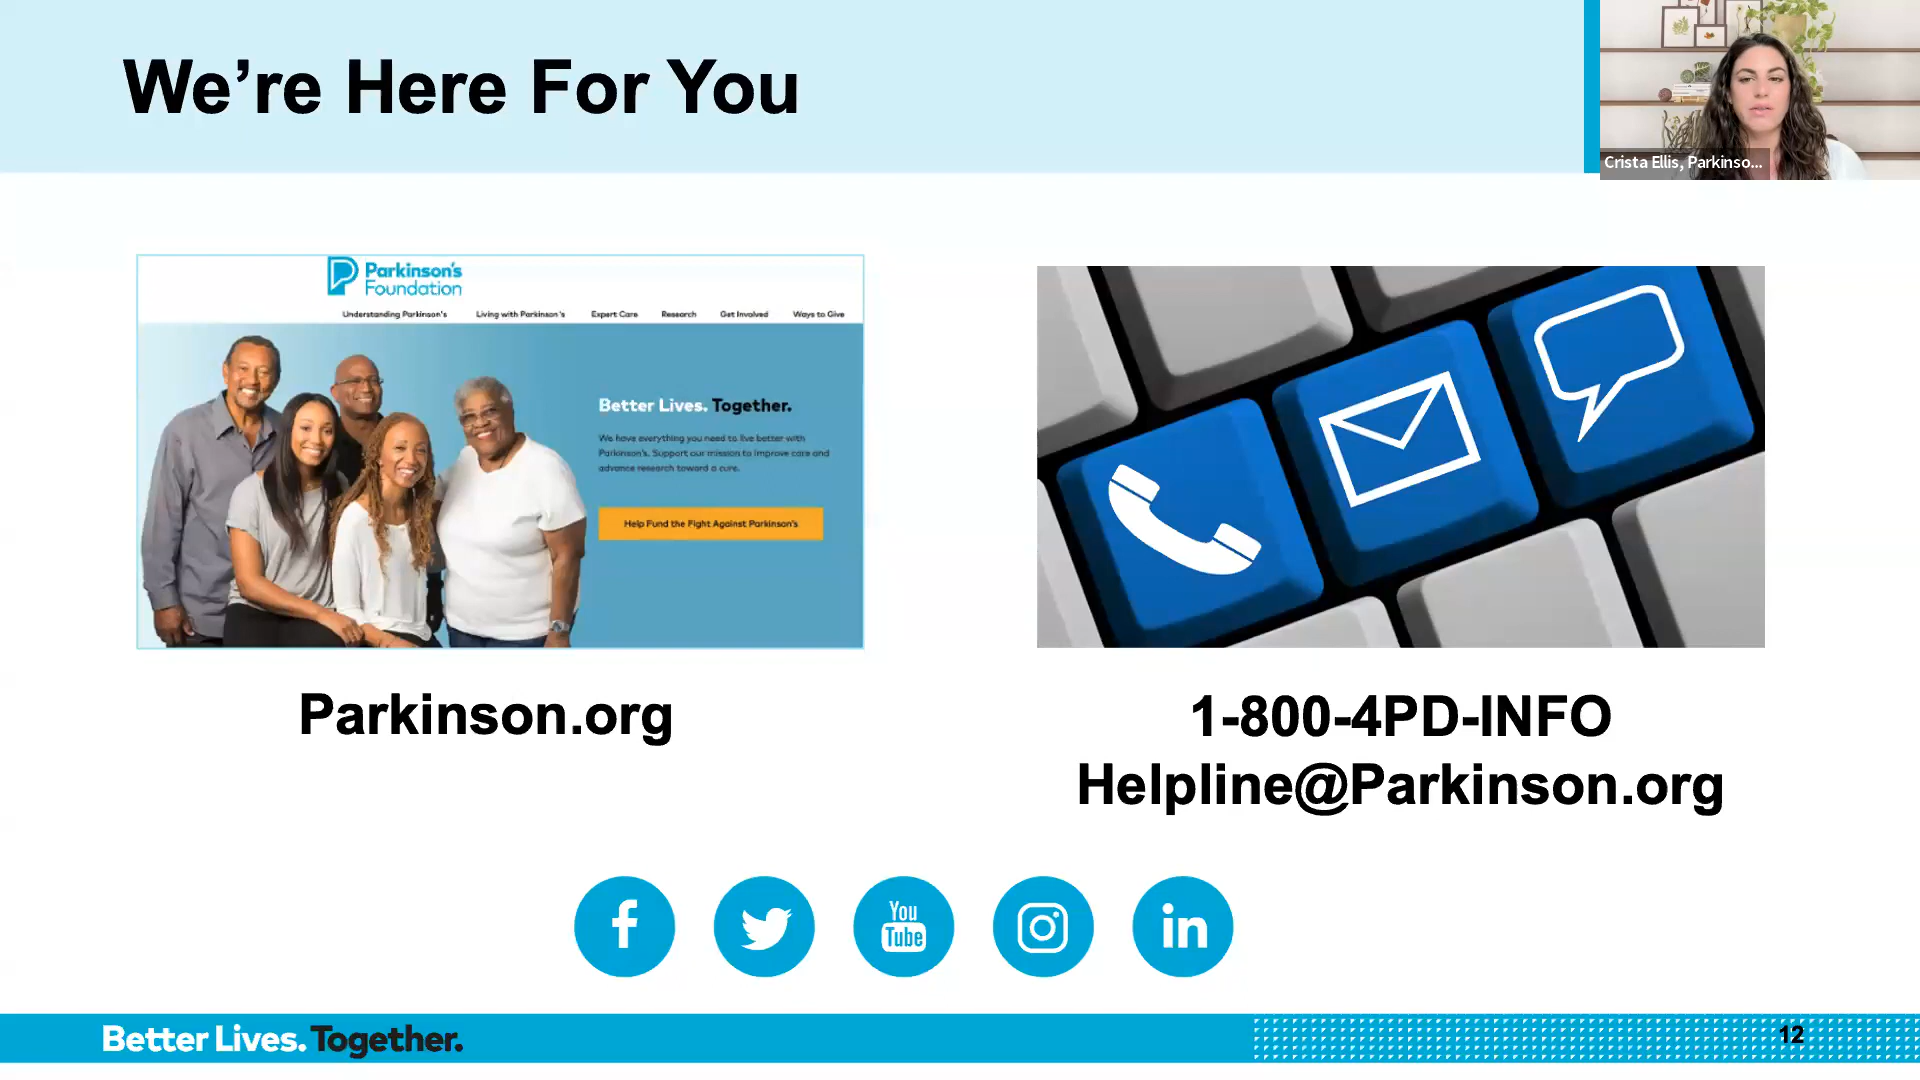 We’re Here For You
Crista Ellis, Parkinso...
Parkinson's
Foundation
Understanding Parkinson's Living with Parkinson's Expert Care Research Get Involved Ways to Give
Better Lives. Together.
We have everything you need to live better with
Parkinson's. Support our mission to improve care and
advance research toward a cure.
Help Fund the Fight Against Parkinson's
Parkinson.org
1-800-4PD-INFO
Helpline@Parkinson.org
f
You
Tube
in
Better Lives. Together.
12